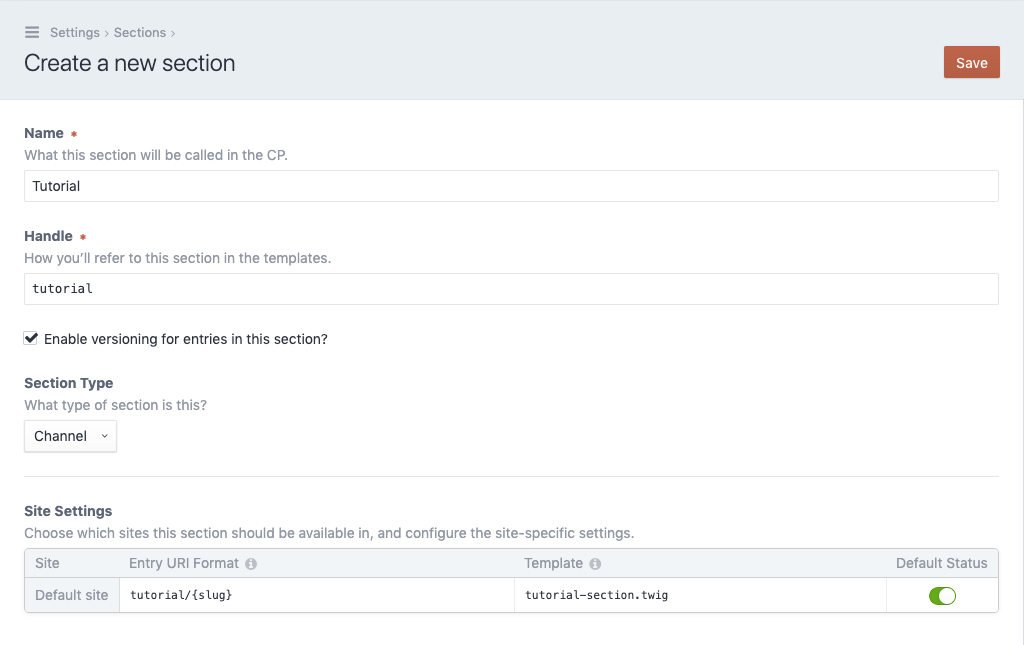 Settings › Sections ›
Create a new section
Save
Name *
What this section will be called in the CP.
Tutorial
Handle *
How you’ll refer to this section in the templates.
tutorial
Enable versioning for entries in this section?
Section Type
What type of section is this?
Channel
Site Settings
Choose which sites this section should be available in, and configure the site-specific settings.
Site Entry URI Format Template Default Status
Default site tutorial/{slug} tutorial-section.twig